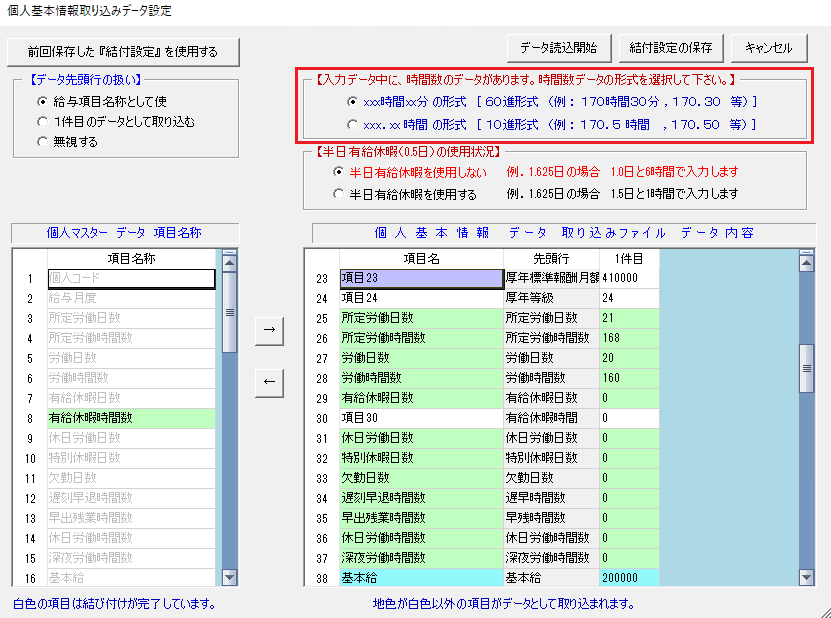 個人基本情報取り込みデータ設定
前回保存した『結付設定』を使用する
データ読込開始 結付設定の保存 キャンセル
【データ先頭行の扱い】
給与項目名称として使
1件目のデータとして取り込む
無視する
【入力データ中に、時間数のデータがあります。時間数データの形式を選択して下さい。】
xxx時間xx分 の形式 [ 60進形式 (例: 170時間30分 , 170.30 等) ]
xxx. xx 時間 の形式 [ 10進形式 (例: 170.5 時間 , 170.50 等) ]
【半日有給休暇(0.5日)の使用状況】
半日有給休暇を使用しない 例. 1.625日の場合 1.0日と6時間で入力します
半日有給休暇を使用する 例. 1.625日の場合 1.5日と1時間で入力します
個人マスター データ 項目名称
項目名称
1 個人コード
2 給与月度
3 所定労働日数
4 所定労働時間数
5 労働日数
6 労働時間数
7 有給休暇日数
8 有給休暇時間数
9 休日労働日数
10 特別休暇日数
11 欠勤日数
12 遅刻早退時間数
13 早出残業時間数
14 休日労働時間数
15 深夜労働時間数
16 基本給
→
←
個 人 基 本 情 報 データ 取り込みファイル データ内容
項目名 先頭行 1件目
23 項目23 厚年標準報酬月額 410000
24 項目24 厚年等級 24
25 所定労働日数 所定労働日数 21
26 所定労働時間数 所定労働時間数 168
27 労働日数 労働日数 20
28 労働時間数 労働時間数 160
29 有給休暇日数 有給休暇日数 0
30 項目30 有給休暇時間 0
31 休日労働日数 休日労働日数 0
32 特別休暇日数 特別休暇日数 0
33 欠勤日数 欠勤日数 0
34 遅刻早退時間数 遅早時間数 0
35 早出残業時間数 早残時間数 0
36 休日労働時間数 休日労働時間数 0
37 深夜労働時間数 深夜労働時間数 0
38 基本給 基本給 200000
白色の項目は結び付けが完了しています。
地色が白色以外の項目がデータとして取り込まれます。